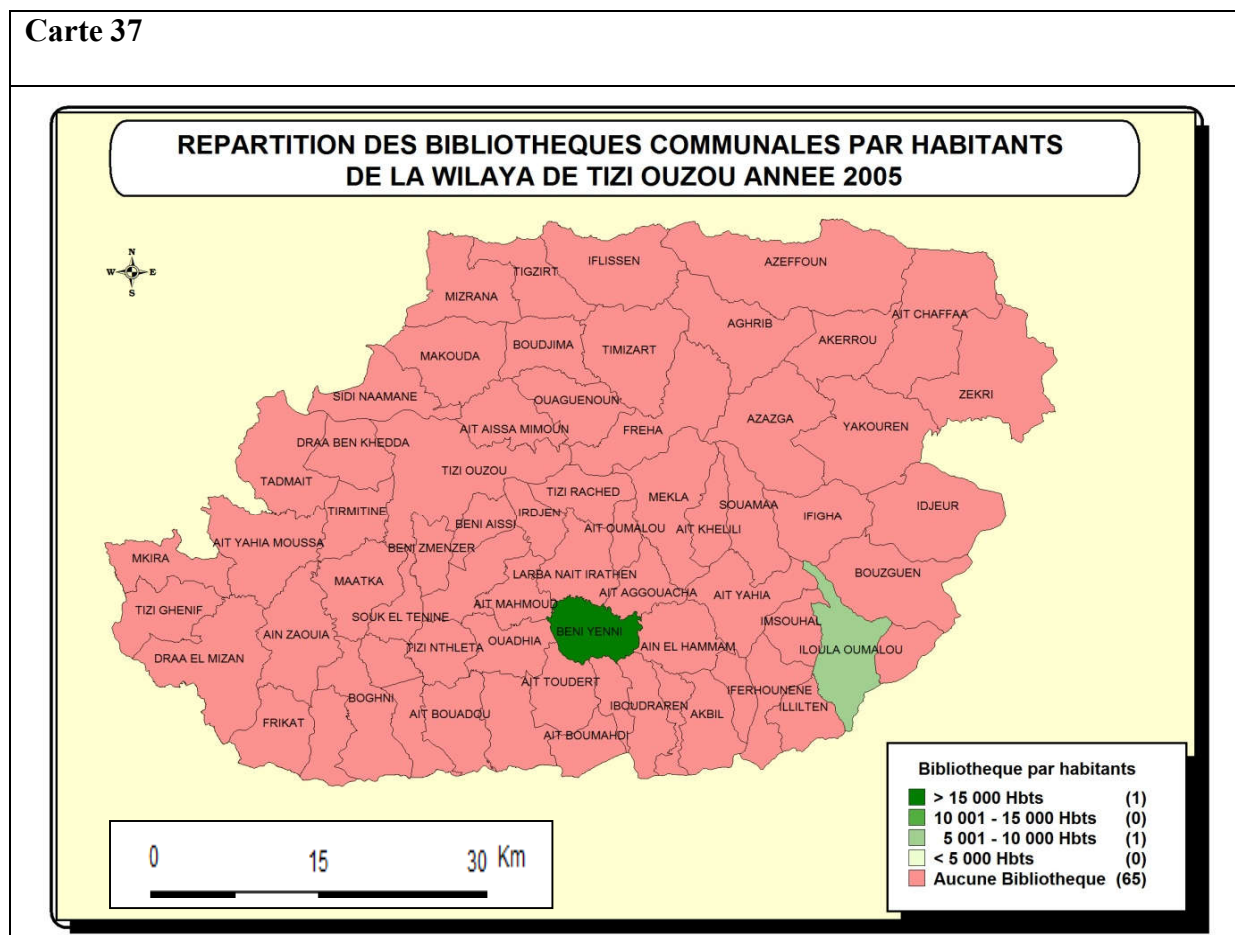 Carte 37
REPARTITION DES BIBLIOTHEQUES COMMUNALES PAR HABITANTS
DE LA WILAYA DE TIZI OUZOU ANNEE 2005
N
W E
S
IFLISSEN
AZEFFOUN
TIGZIRT
MIZRANA
AIT CHAFFAA
AGHRIB
AKERROU
BOUDJIMA
TIMIZART
MAKOUDA
ZEKRI
SIDI NAAMANE
OUAGUENOUN
AZAZGA
YAKOUREN
AIT AISSA MIMOUN
FREHA
DRAA BEN KHEDDA
TIZI OUZOU
TADMAIT
TIZI RACHED
MEKLA
SOUAMAA
IDJEUR
TIRMITINE
IRDJEN
IFIGHA
BENI AISSI
AIT OUMALOU
AIT KHELILI
AIT YAHIA MOUSSA
BENI ZMENZER
MKIRA
BOUZGUEN
MAATKA
LARBA NAIT IRATHEN
AIT AGGOUACHA
AIT YAHIA
TIZI GHENIF
AIT MAHMOUD
SOUK EL TENINE
IMSOUHAL
AIN ZAOUIA
BENI YENNI
OUADHIA
AIN EL HAMMAM
TIZI NTHLETA
ILOULA OUMALOU
DRAA EL MIZAN
AIT TOUDERT
IFERHOUNENE
BOGHNI
IBOUDRAREN
ILLILTEN
AIT BOUADOU
AKBIL
FRIKAT
AIT BOUMAHDI
Bibliotheque par habitants
> 15 000 Hbts (1)
10 001 - 15 000 Hbts (0)
5 001 - 10 000 Hbts (1)
< 5 000 Hbts (0)
Aucune Bibliotheque (65)
0 15 30 Km